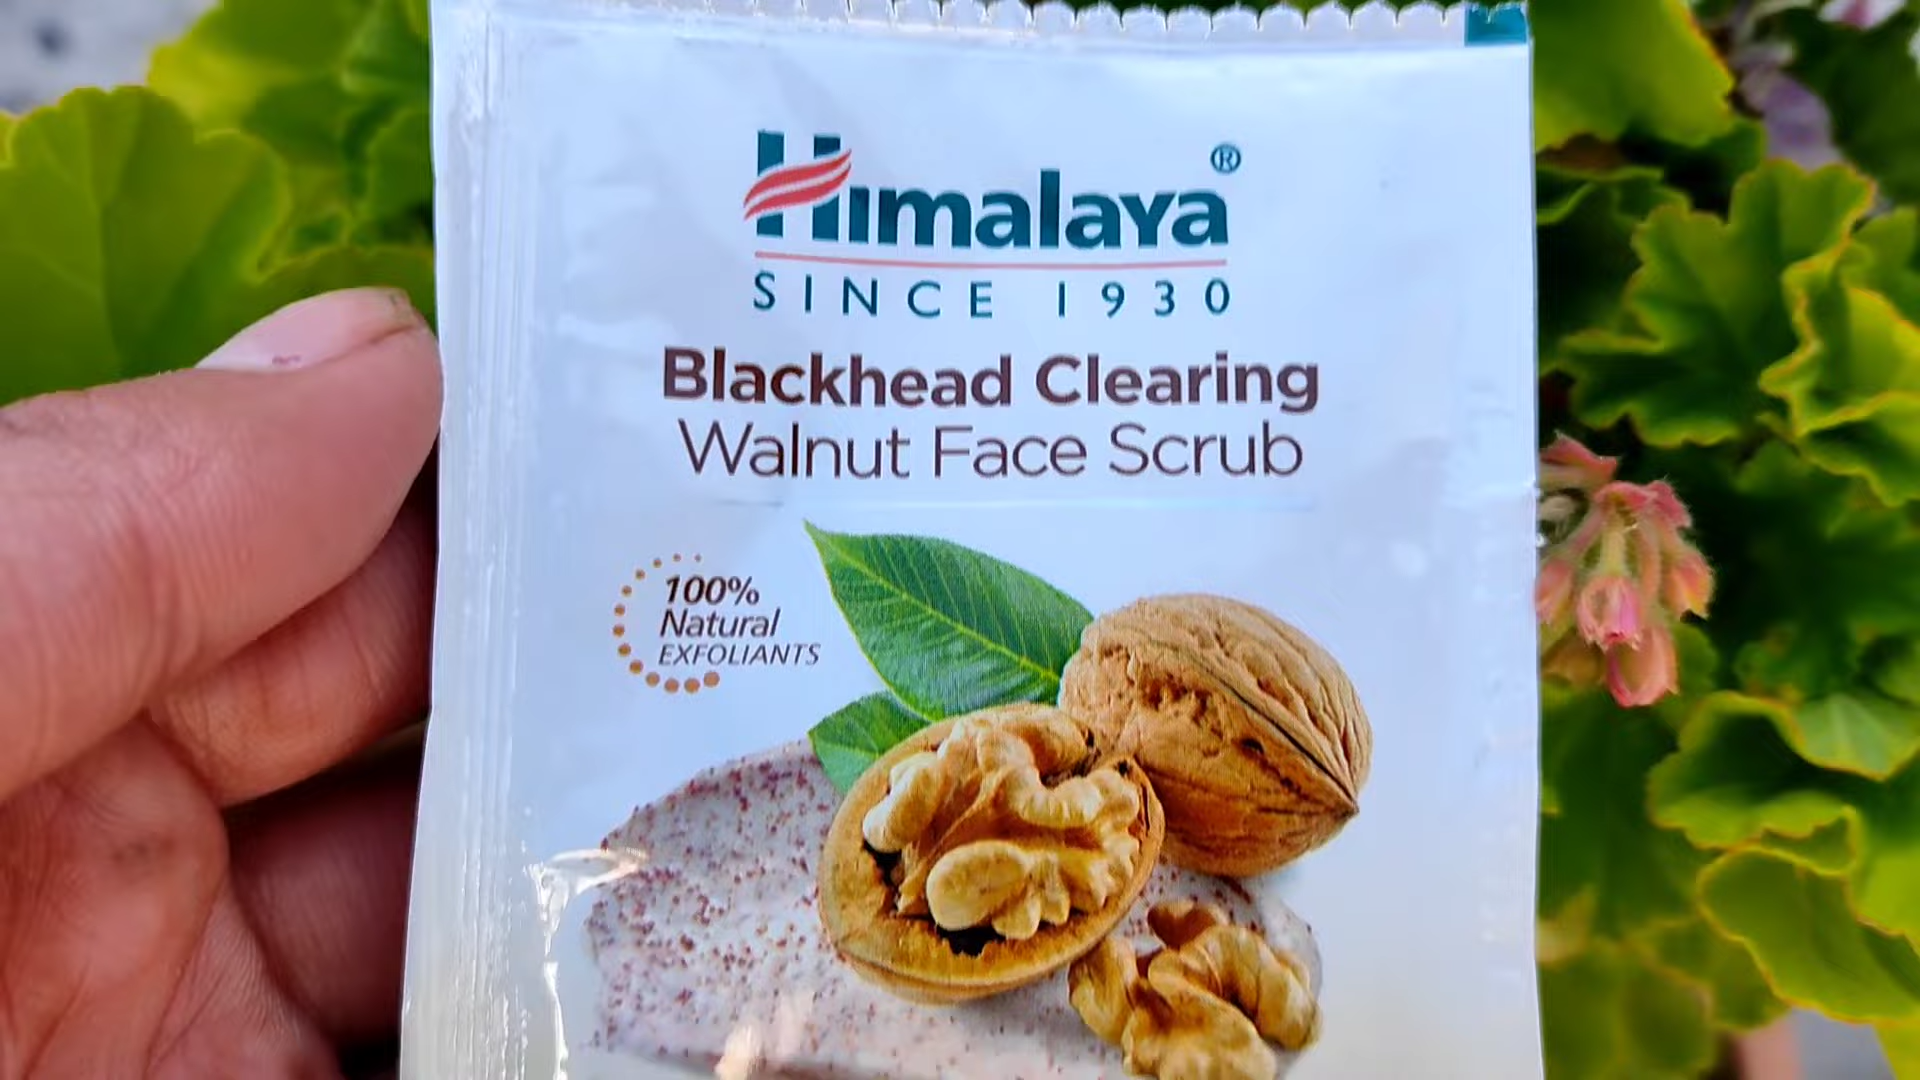 Himalaya®
SINCE 1930
Blackhead Clearing
Walnut Face Scrub
100%
Natural
EXFOLIANTS